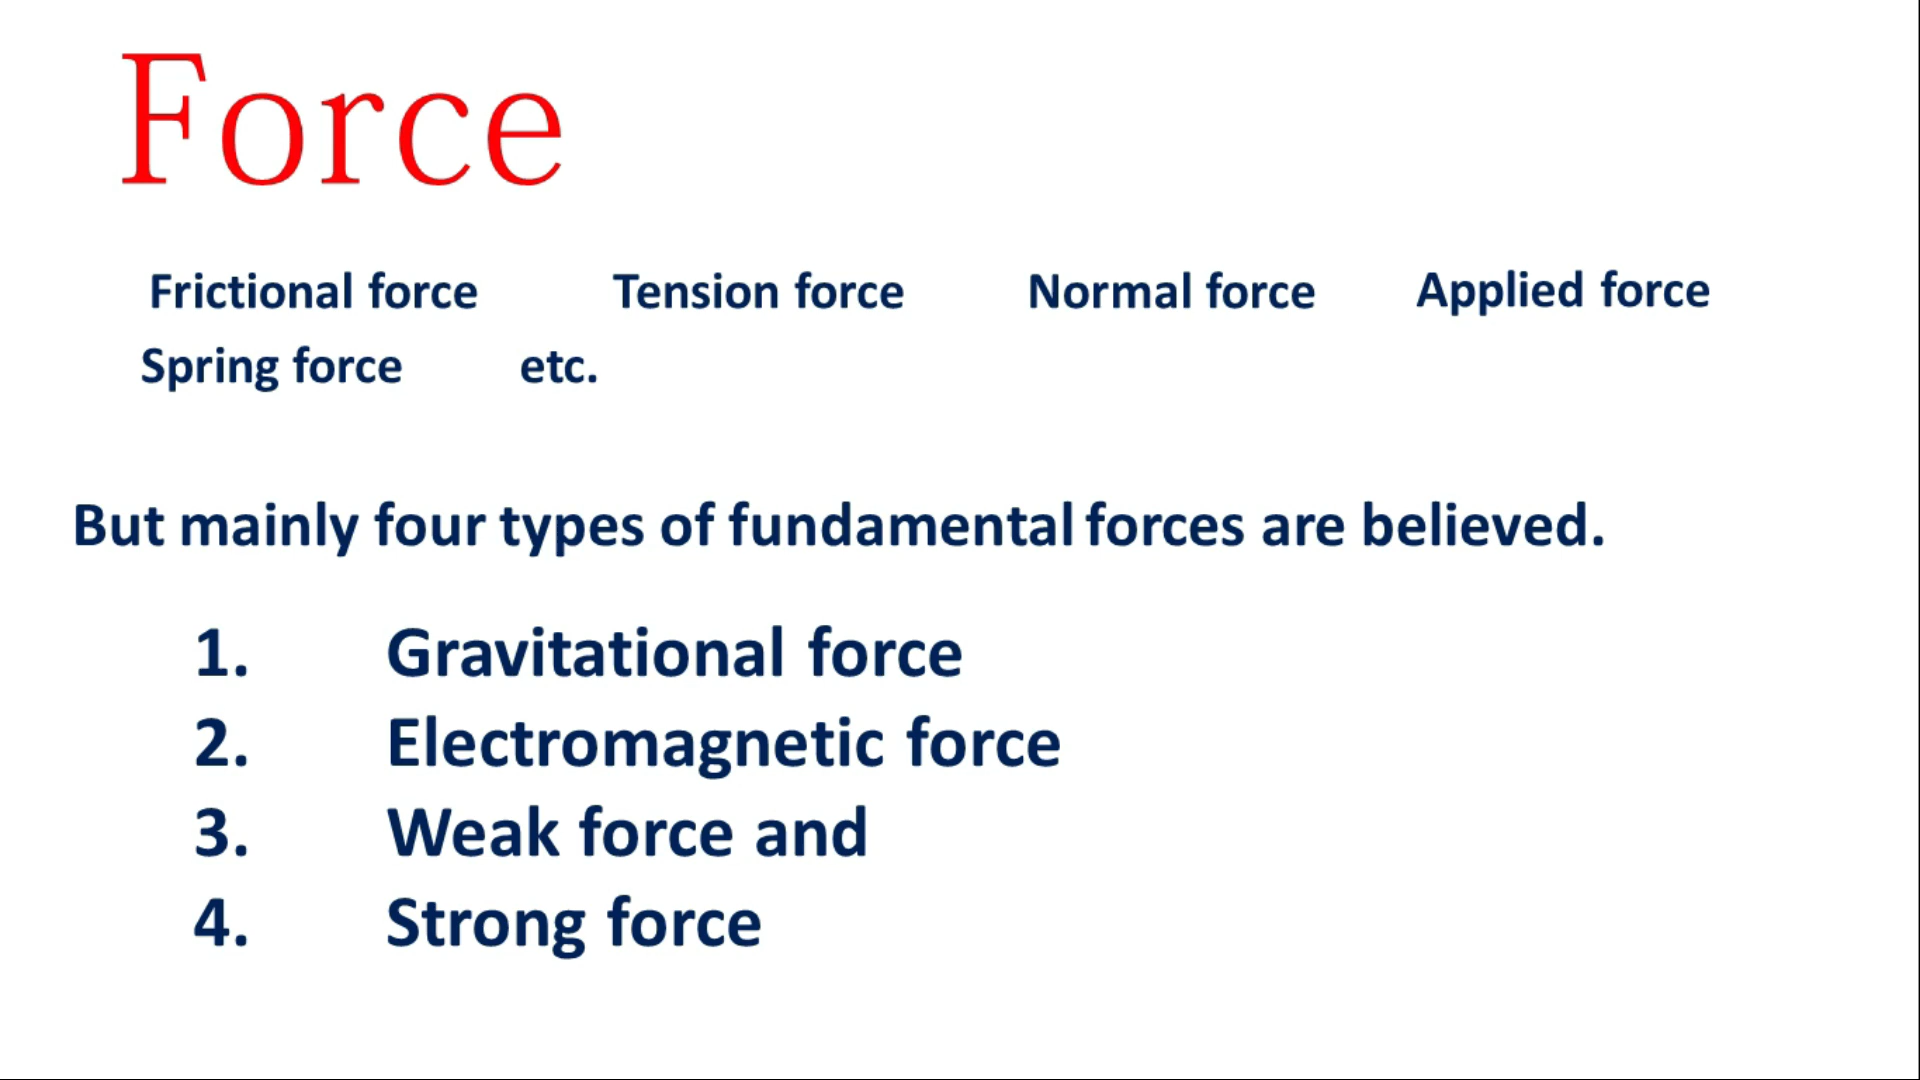 Force
Frictional force Tension force Normal force Applied force
Spring force etc.
But mainly four types of fundamental forces are believed.
1. Gravitational force
2. Electromagnetic force
3. Weak force and
4. Strong force